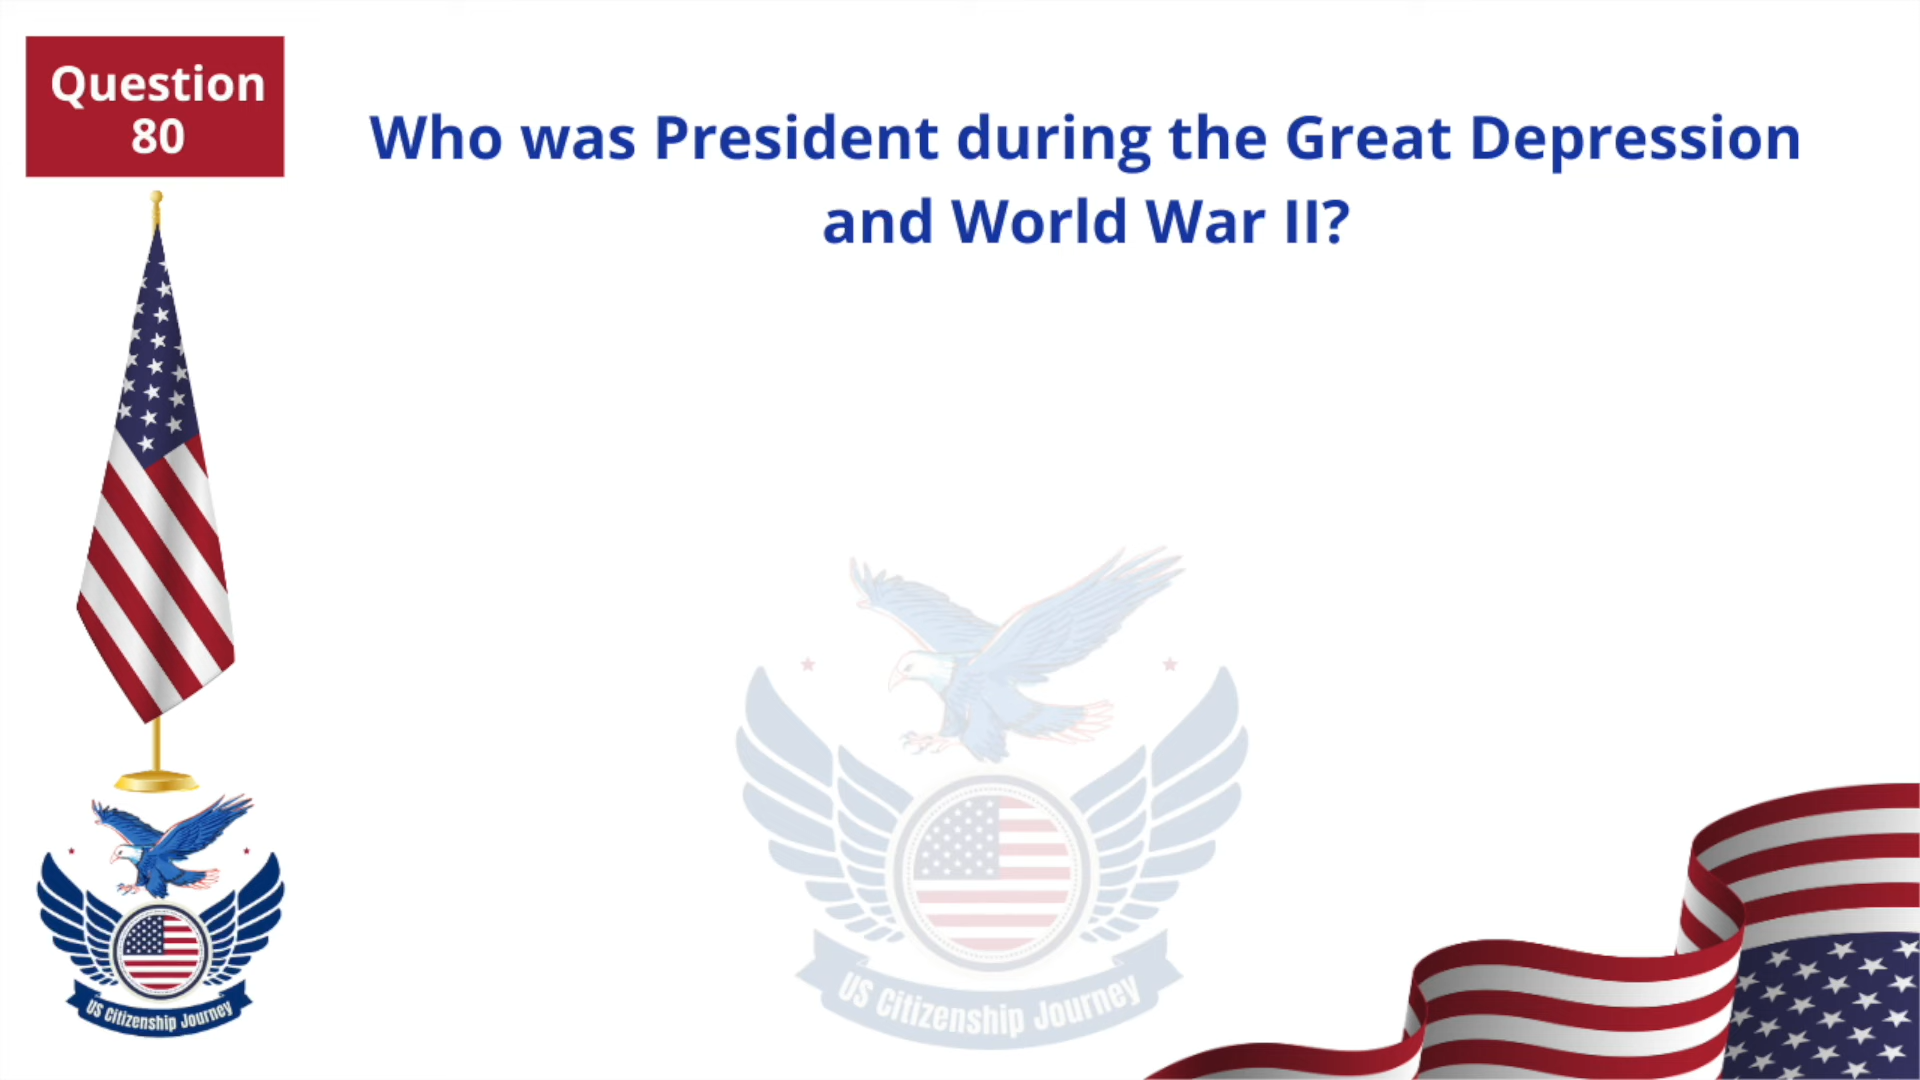 Question
80
Who was President during the Great Depression
and World War II?
US Citizenship Journey
US Citizenship Journey